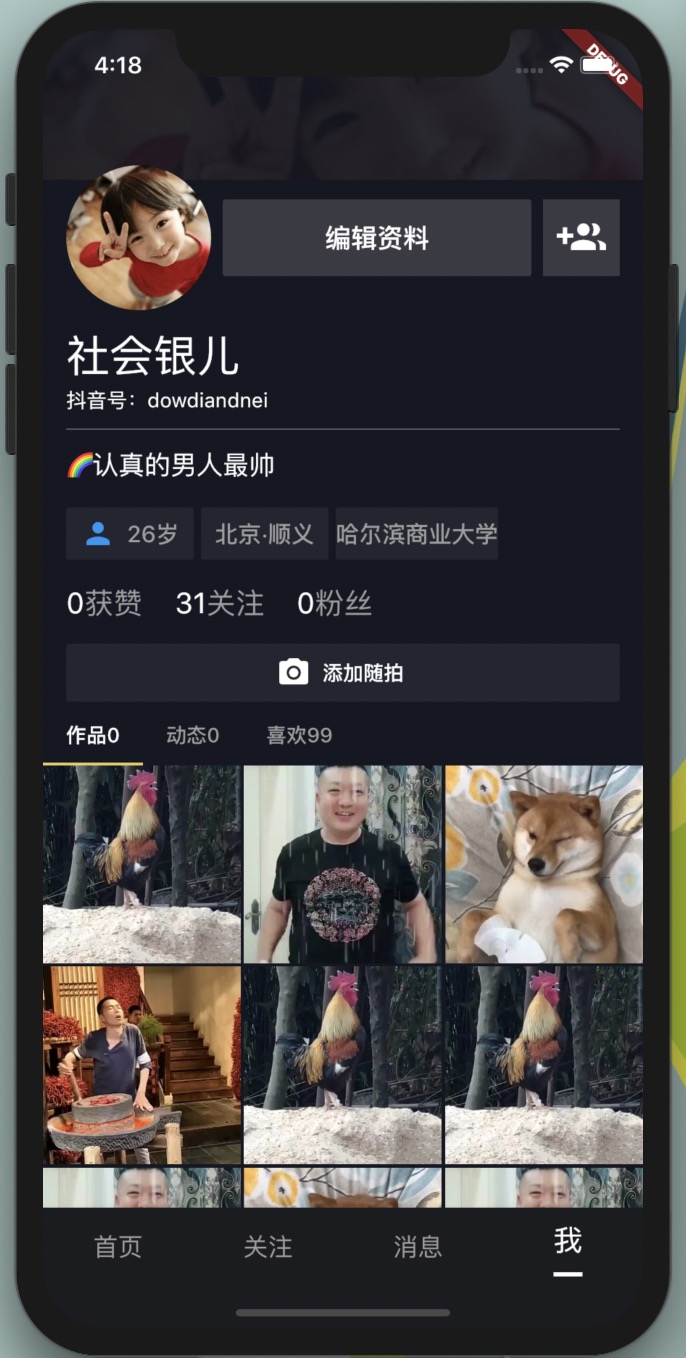 4:18
DEBUG
编辑资料
社会银儿
抖音号：dowdiandnei
🌈认真的男人最帅
26岁 北京·顺义 哈尔滨商业大学
0获赞 31关注 0粉丝
添加随拍
作品0 动态0 喜欢99
首页 关注 消息 我